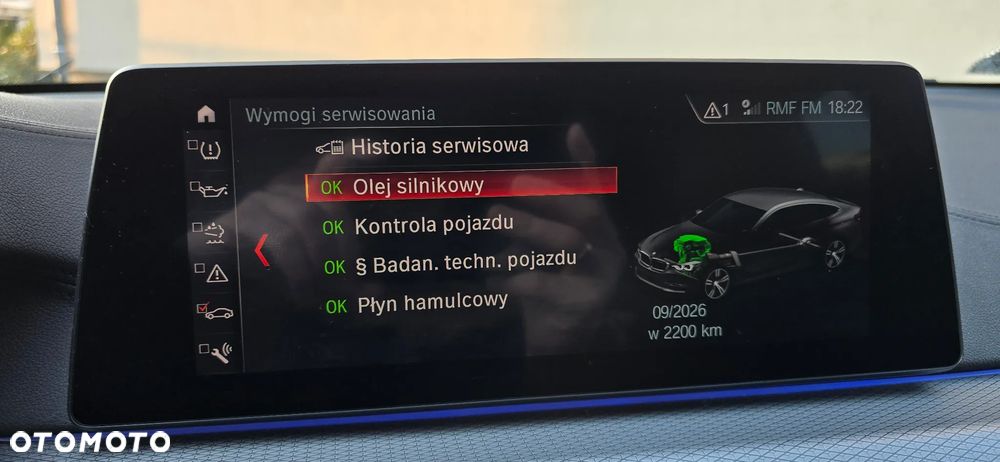 Wymogi serwisowania
1 RMF FM 18:22
Historia serwisowa
OK Olej silnikowy
OK Kontrola pojazdu
OK § Badan. techn. pojazdu
OK Płyn hamulcowy
09/2026
w 2200 km
OTOMOTO